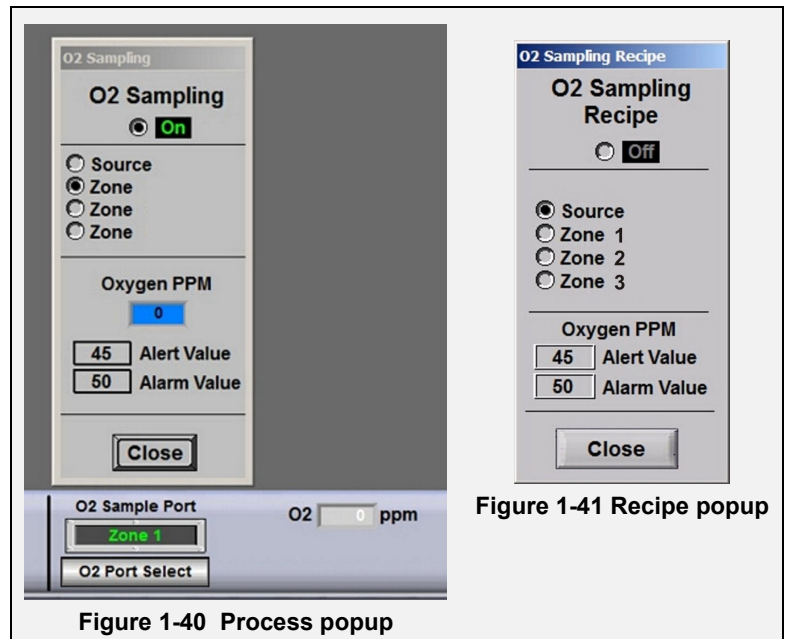 O2 Sampling
O2 Sampling
On
Source
Zone
Zone
Zone
Oxygen PPM
0
45 Alert Value
50 Alarm Value
Close
O2 Sample Port
Zone 1
O2 Port Select
O2 0 ppm
Figure 1-40 Process popup
O2 Sampling Recipe
O2 Sampling
Recipe
Off
Source
Zone 1
Zone 2
Zone 3
Oxygen PPM
45 Alert Value
50 Alarm Value
Close
Figure 1-41 Recipe popup